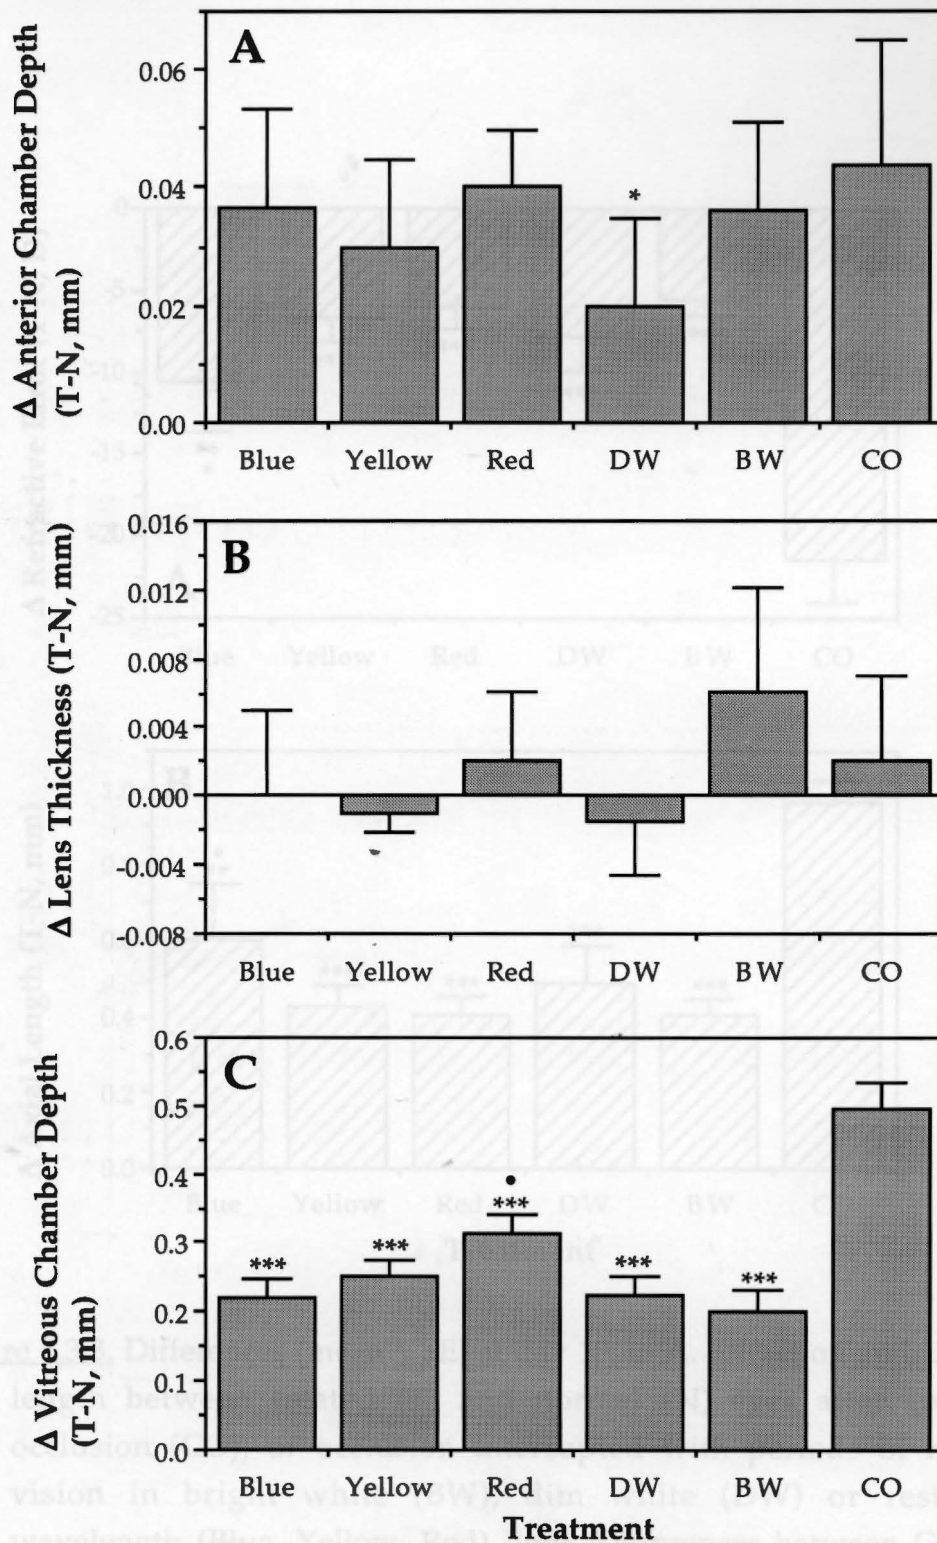 A
Δ Anterior Chamber Depth
(T-N, mm)
0.06
0.04
0.02
0.00
*
Blue Yellow Red DW BW CO
B
Δ Lens Thickness (T-N, mm)
0.016
0.012
0.008
0.004
0.000
-0.004
-0.008
Blue Yellow Red DW BW CO
C
Δ Vitreous Chamber Depth
(T-N, mm)
0.6
0.5
0.4
0.3
0.2
0.1
0.0
•
*** *** *** *** ***
Blue Yellow Red DW BW CO
Treatment